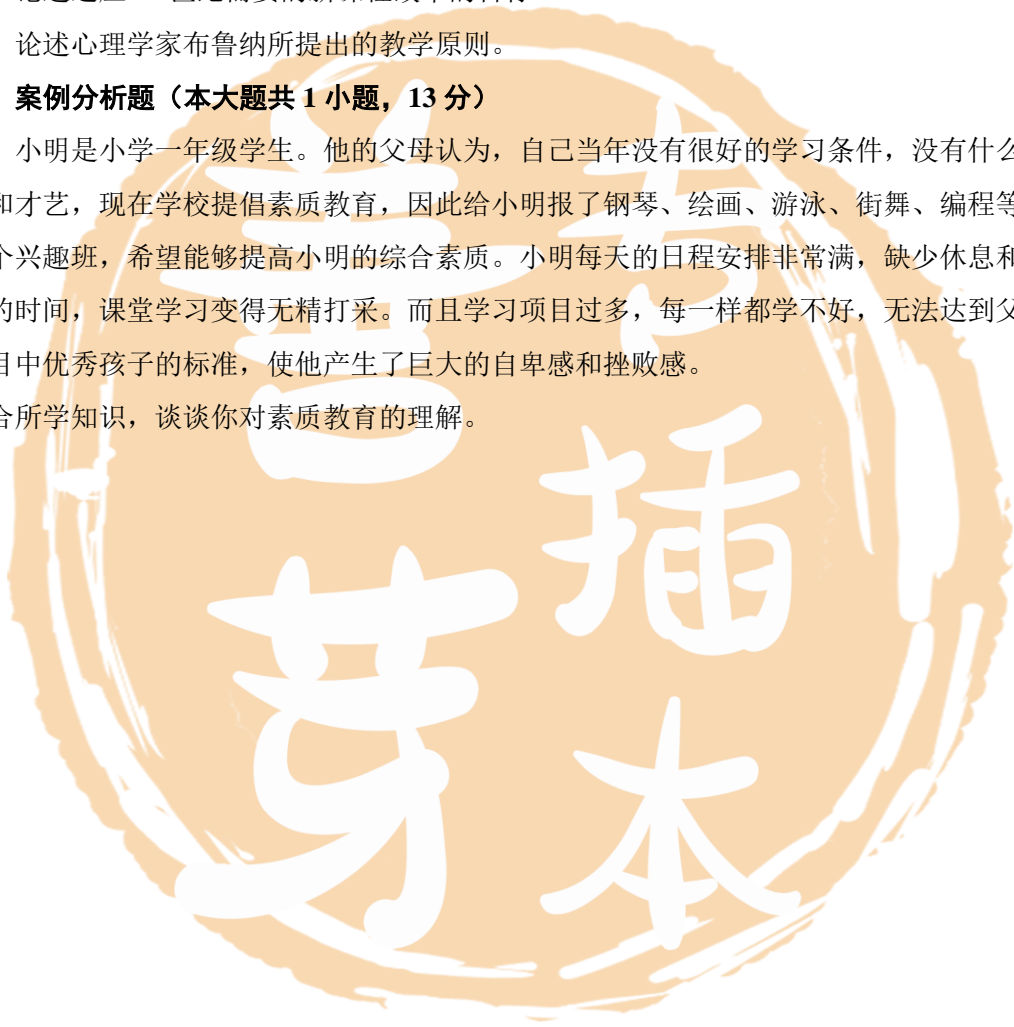 论述心理学家布鲁纳所提出的教学原则。
案例分析题（本大题共 1 小题，13 分）
小明是小学一年级学生。他的父母认为，自己当年没有很好的学习条件，没有什么
和才艺，现在学校提倡素质教育，因此给小明报了钢琴、绘画、游泳、街舞、编程等
个兴趣班，希望能够提高小明的综合素质。小明每天的日程安排非常满，缺少休息和
的时间，课堂学习变得无精打采。而且学习项目过多，每一样都学不好，无法达到父
目中优秀孩子的标准，使他产生了巨大的自卑感和挫败感。
合所学知识，谈谈你对素质教育的理解。
插
芽
本